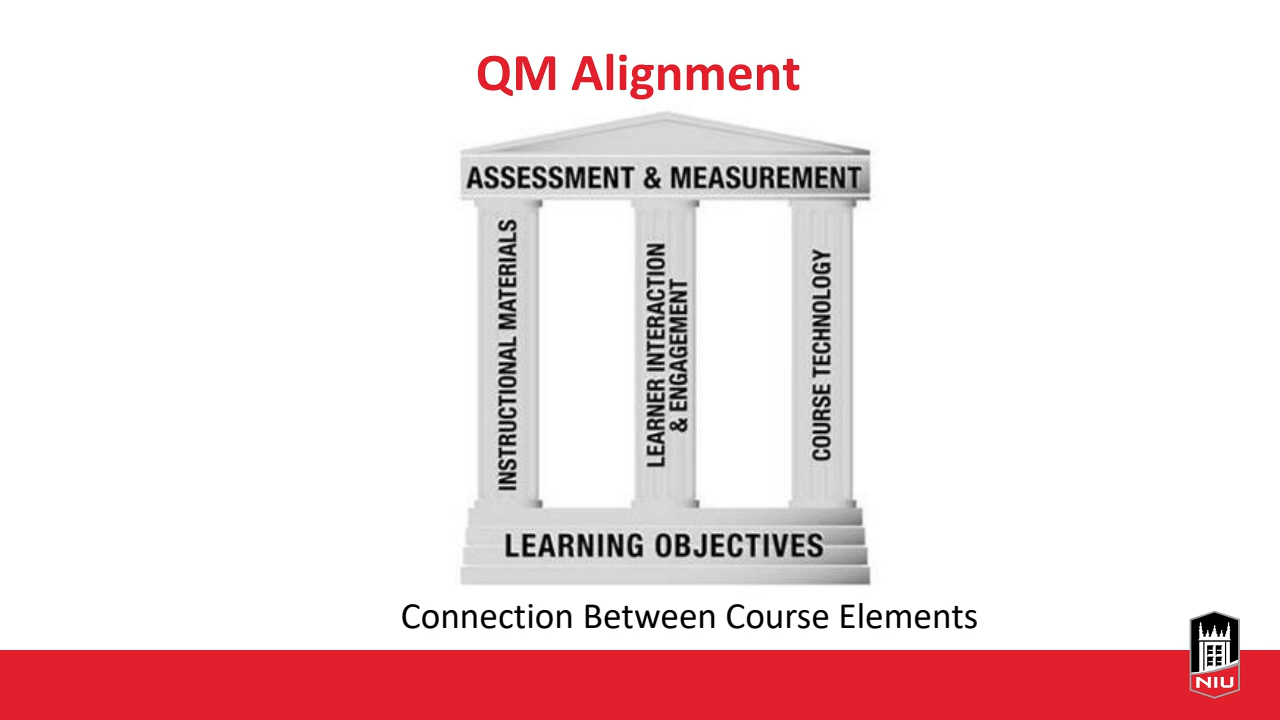 QM Alignment
ASSESSMENT & MEASUREMENT
INSTRUCTIONAL MATERIALS
LEARNER INTERACTION
& ENGAGEMENT
COURSE TECHNOLOGY
LEARNING OBJECTIVES
Connection Between Course Elements
NIU